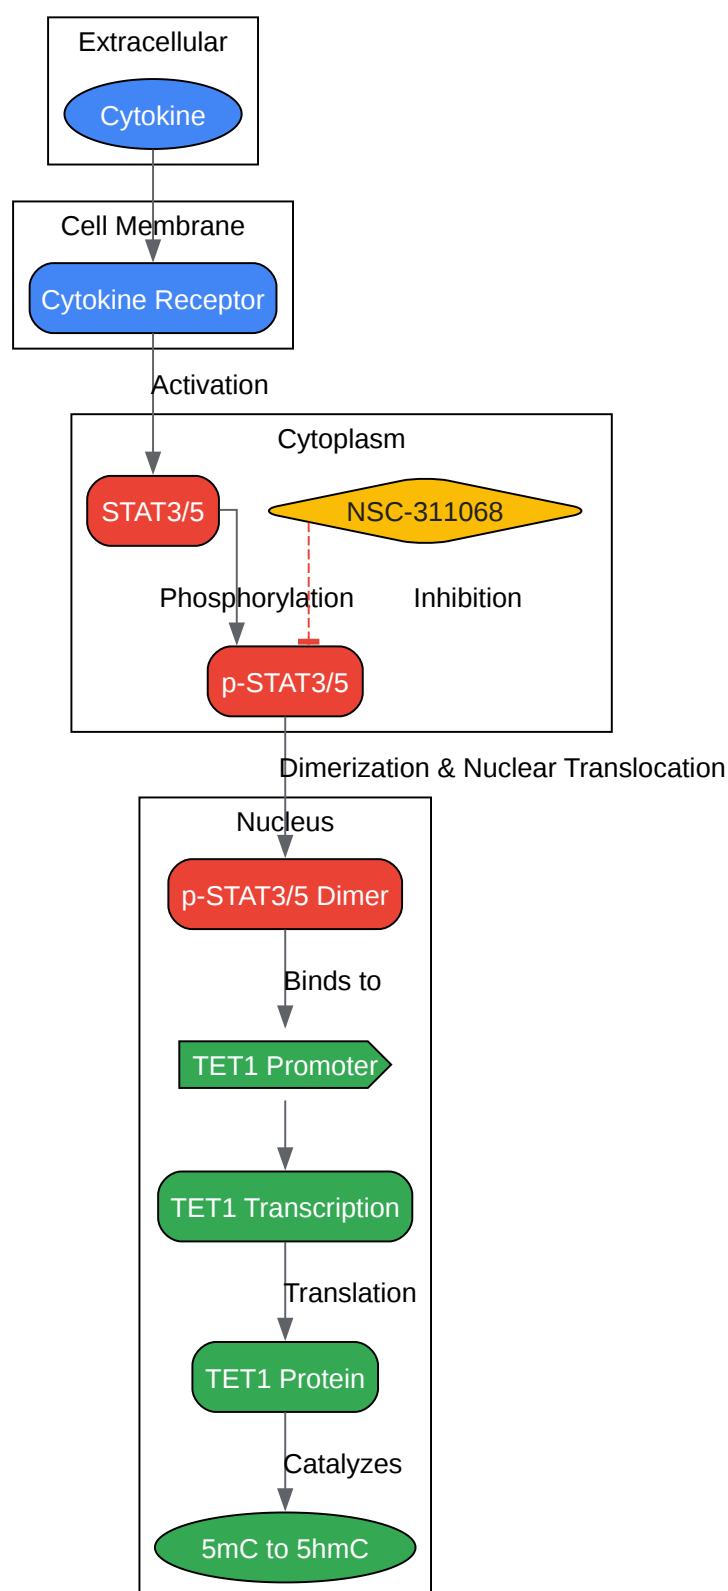 Extracellular
Cytokine
Cell Membrane
Cytokine Receptor
Activation
Cytoplasm
STAT3/5
NSC-311068
Phosphorylation
Inhibition
p-STAT3/5
Dimerization & Nuclear Translocation
Nucleus
p-STAT3/5 Dimer
Binds to
TET1 Promoter
TET1 Transcription
Translation
TET1 Protein
Catalyzes
5mC to 5hmC